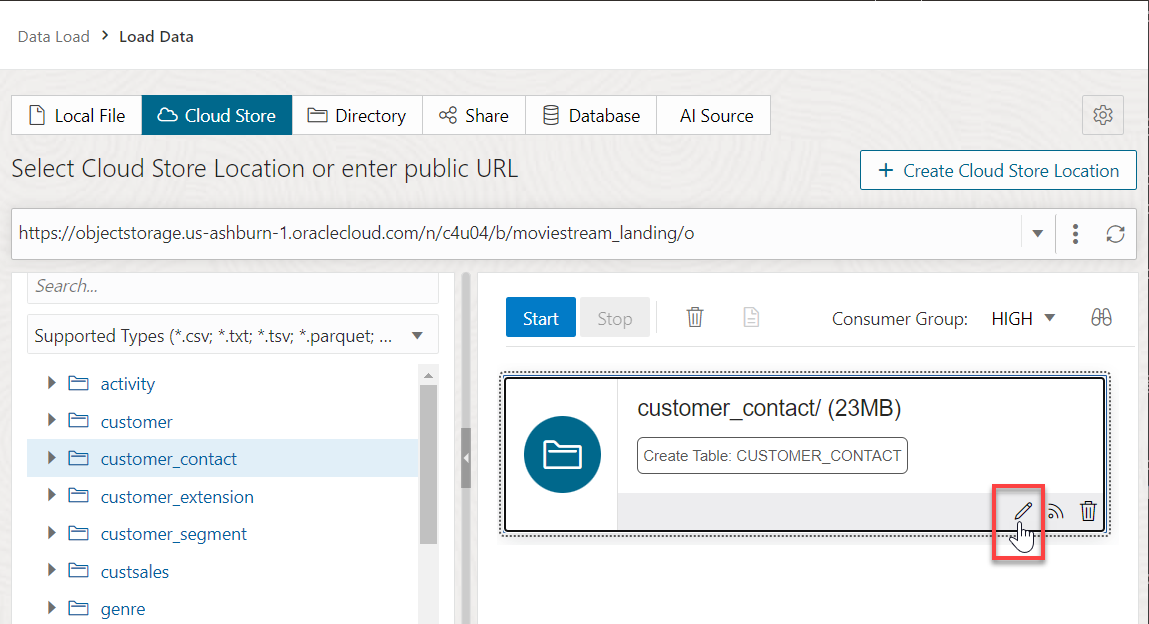 Data Load > Load Data
Local File Cloud Store Directory Share Database AI Source
Select Cloud Store Location or enter public URL
+ Create Cloud Store Location
https://objectstorage.us-ashburn-1.oraclecloud.com/n/c4u04/b/moviestream_landing/o
Search...
Supported Types (*.csv; *.txt; *.tsv; *.parquet; ...
activity
customer
customer_contact
customer_extension
customer_segment
custsales
genre
Start Stop Consumer Group: HIGH
customer_contact/ (23MB)
Create Table: CUSTOMER_CONTACT